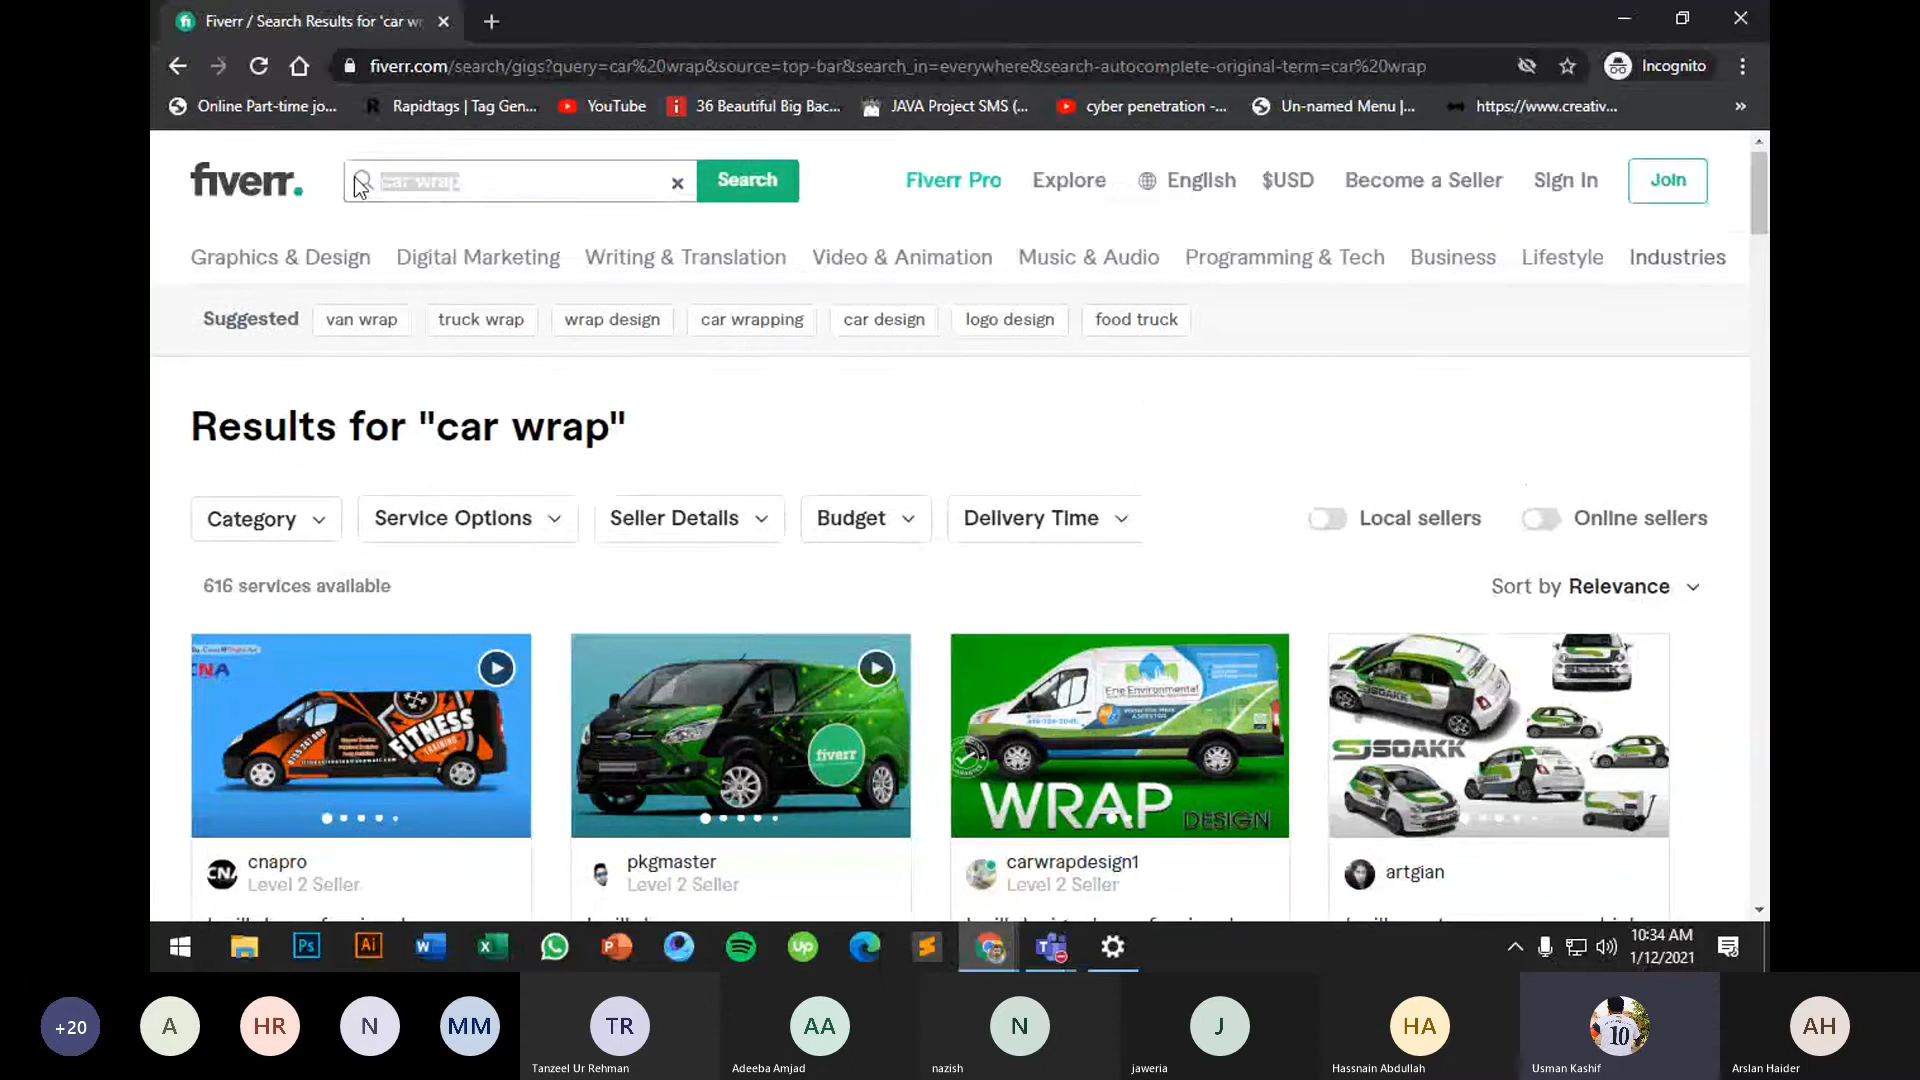 Fiverr / Search Results for 'car wr
fiverr.com/search/gigs?query=car%20wrap&source=top-bar&search_in=everywhere&search-autocomplete-original-term=car%20wrap
Incognito
Online Part-time jo...
Rapidtags | Tag Gen...
YouTube
36 Beautiful Big Bac...
JAVA Project SMS (...
cyber penetration -...
Un-named Menu |...
https://www.creativ...
fiverr.
car wrap
Search
Fiverr Pro
Explore
English
$USD
Become a Seller
Sign In
Join
Graphics & Design
Digital Marketing
Writing & Translation
Video & Animation
Music & Audio
Programming & Tech
Business
Lifestyle
Industries
Suggested
van wrap
truck wrap
wrap design
car wrapping
car design
logo design
food truck
Results for "car wrap"
Category
Service Options
Seller Details
Budget
Delivery Time
Local sellers
Online sellers
616 services available
Sort by Relevance
CNA
FITNESS
TRAINING
fiverr
Erie Environmental
WRAP
DESIGN
SOAKK
cnapro
Level 2 Seller
pkgmaster
Level 2 Seller
carwrapdesign1
Level 2 Seller
artgian
Ps
Ai
Up
10:34 AM
1/12/2021
+20
A
HR
N
MM
TR
Tanzeel Ur Rehman
AA
Adeeba Amjad
N
nazish
J
jaweria
HA
Hassnain Abdullah
10
Usman Kashif
AH
Arslan Haider